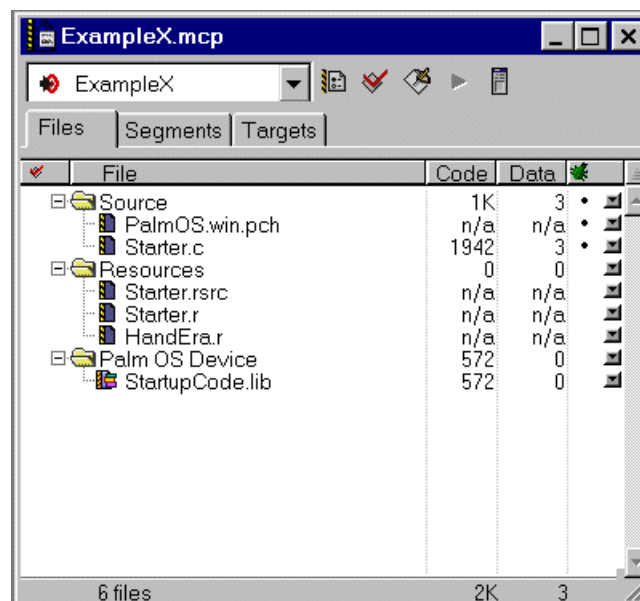 ExampleX.mcp
ExampleX
Files Segments Targets
File Code Data
Source 1K 3
PalmOS.win.pch n/a n/a
Starter.c 1942 3
Resources 0 0
Starter.rsrc n/a n/a
Starter.r n/a n/a
HandEra.r n/a n/a
Palm OS Device 572 0
StartupCode.lib 572 0
6 files 2K 3